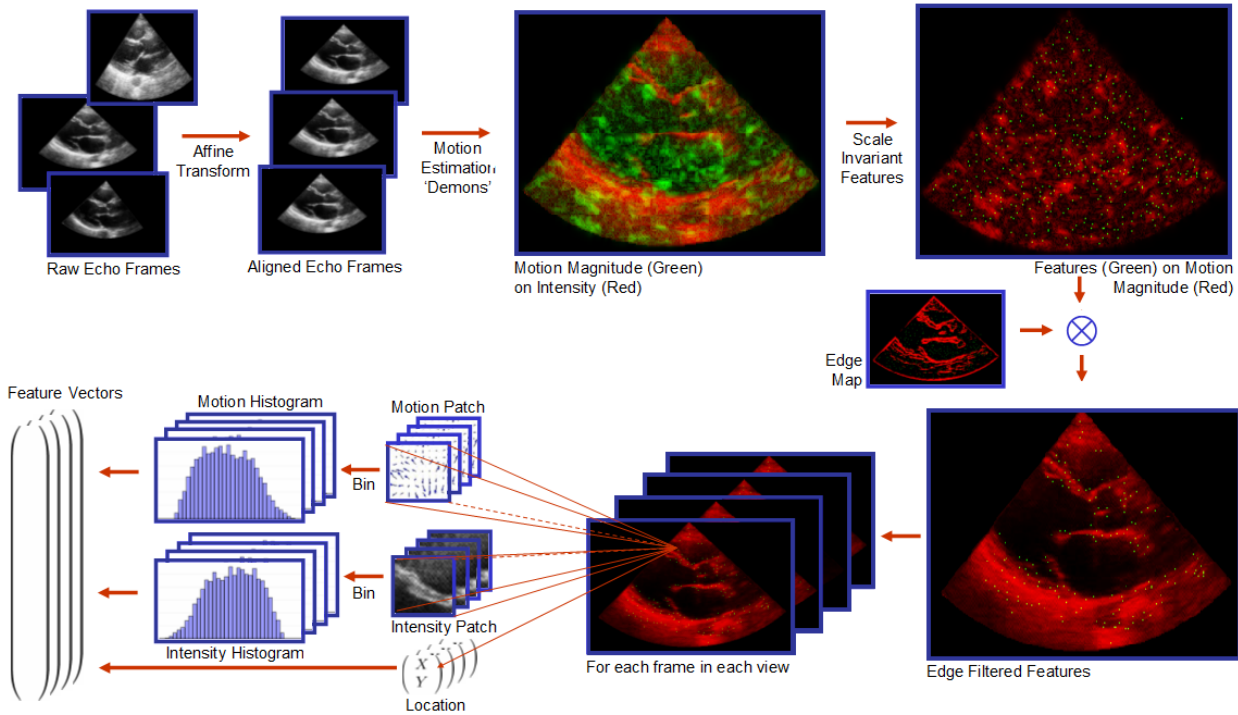 Raw Echo Frames
Affine
Transform
Aligned Echo Frames
Motion
Estimation
'Demons'
Motion Magnitude (Green)
on Intensity (Red)
Scale
Invariant
Features
Features (Green) on Motion
Magnitude (Red)
Edge
Map
Edge Filtered Features
For each frame in each view
Motion Patch
Intensity Patch
X
Y
Location
Bin
Bin
Motion Histogram
Intensity Histogram
Feature Vectors